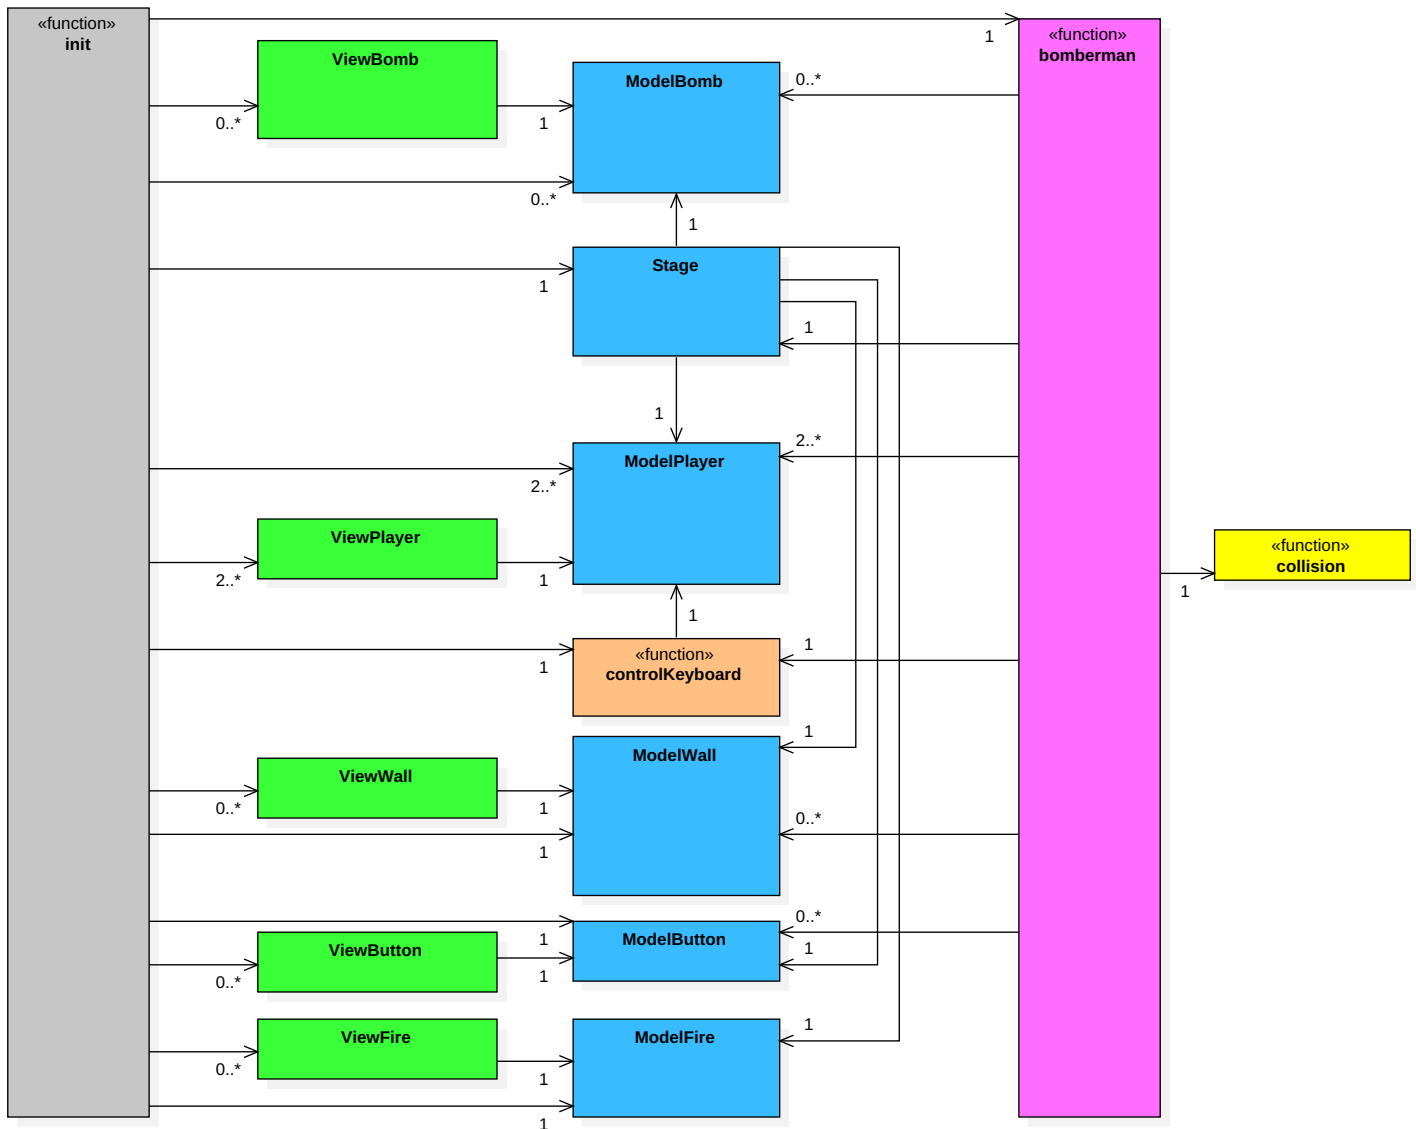 «function»
init
1
«function»
bomberman
ViewBomb
0..*
1
ModelBomb
0..*
0..*
1
Stage
1
1
1
ModelPlayer
2..*
2..*
ViewPlayer
2..*
1
«function»
collision
1
1
«function»
controlKeyboard
1
1
ModelWall
1
ViewWall
0..*
1
0..*
1
ModelButton
0..*
1
1
ViewButton
0..*
1
ViewFire
0..*
1
ModelFire
1
1